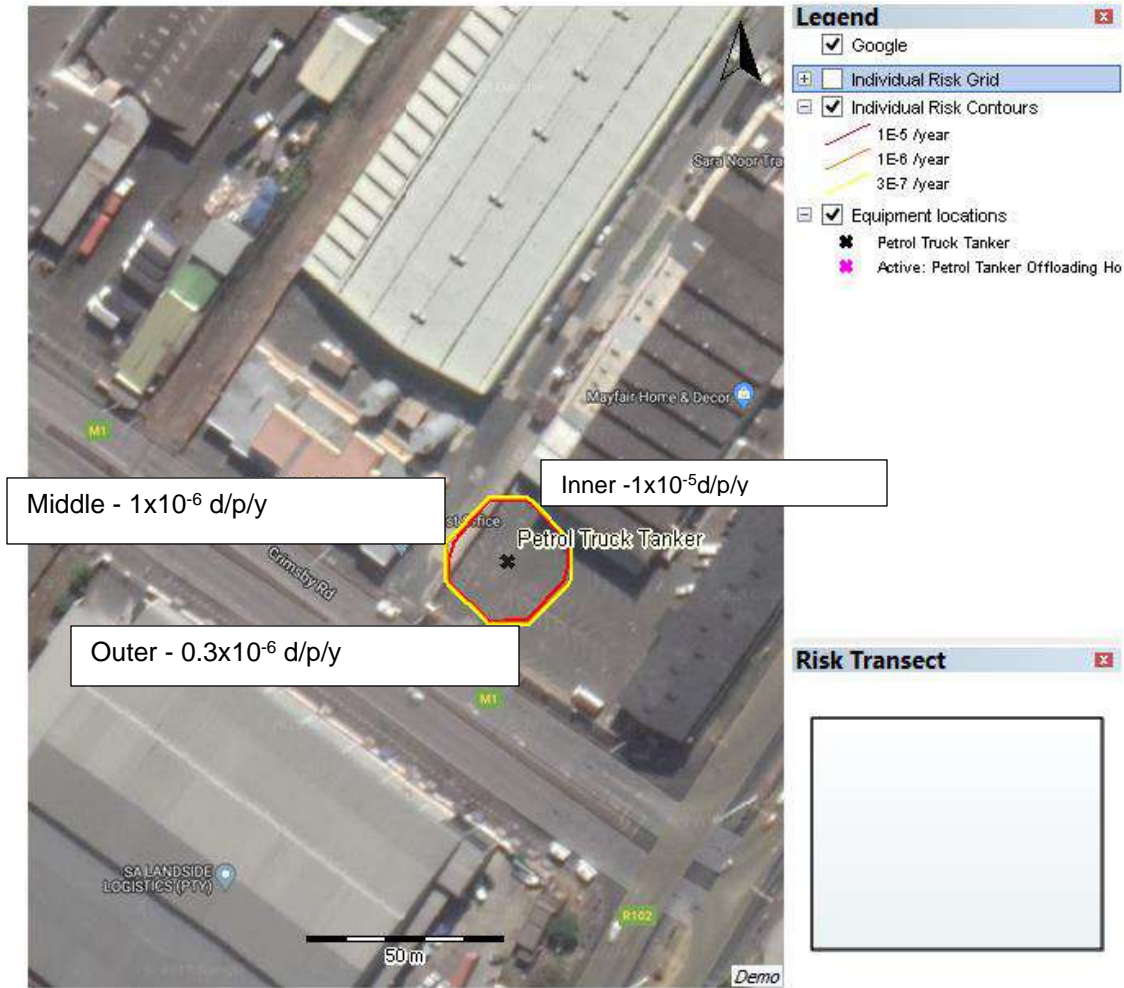 Legend
Google
Individual Risk Grid
Individual Risk Contours
1E-5 /year
1E-6 /year
3E-7 /year
Equipment locations
Petrol Truck Tanker
Active: Petrol Tanker Offloading Ho
Sara Noor Tra
Mayfair Home & Decor
M1
Inner -1x10⁻⁵d/p/y
Middle - 1x10⁻⁶ d/p/y
st Office
Petrol Truck Tanker
Grimsby Rd
Outer - 0.3x10⁻⁶ d/p/y
Risk Transect
M1
SA LANDSIDE
LOGISTICS (PTY)
R102
50 m
Demo